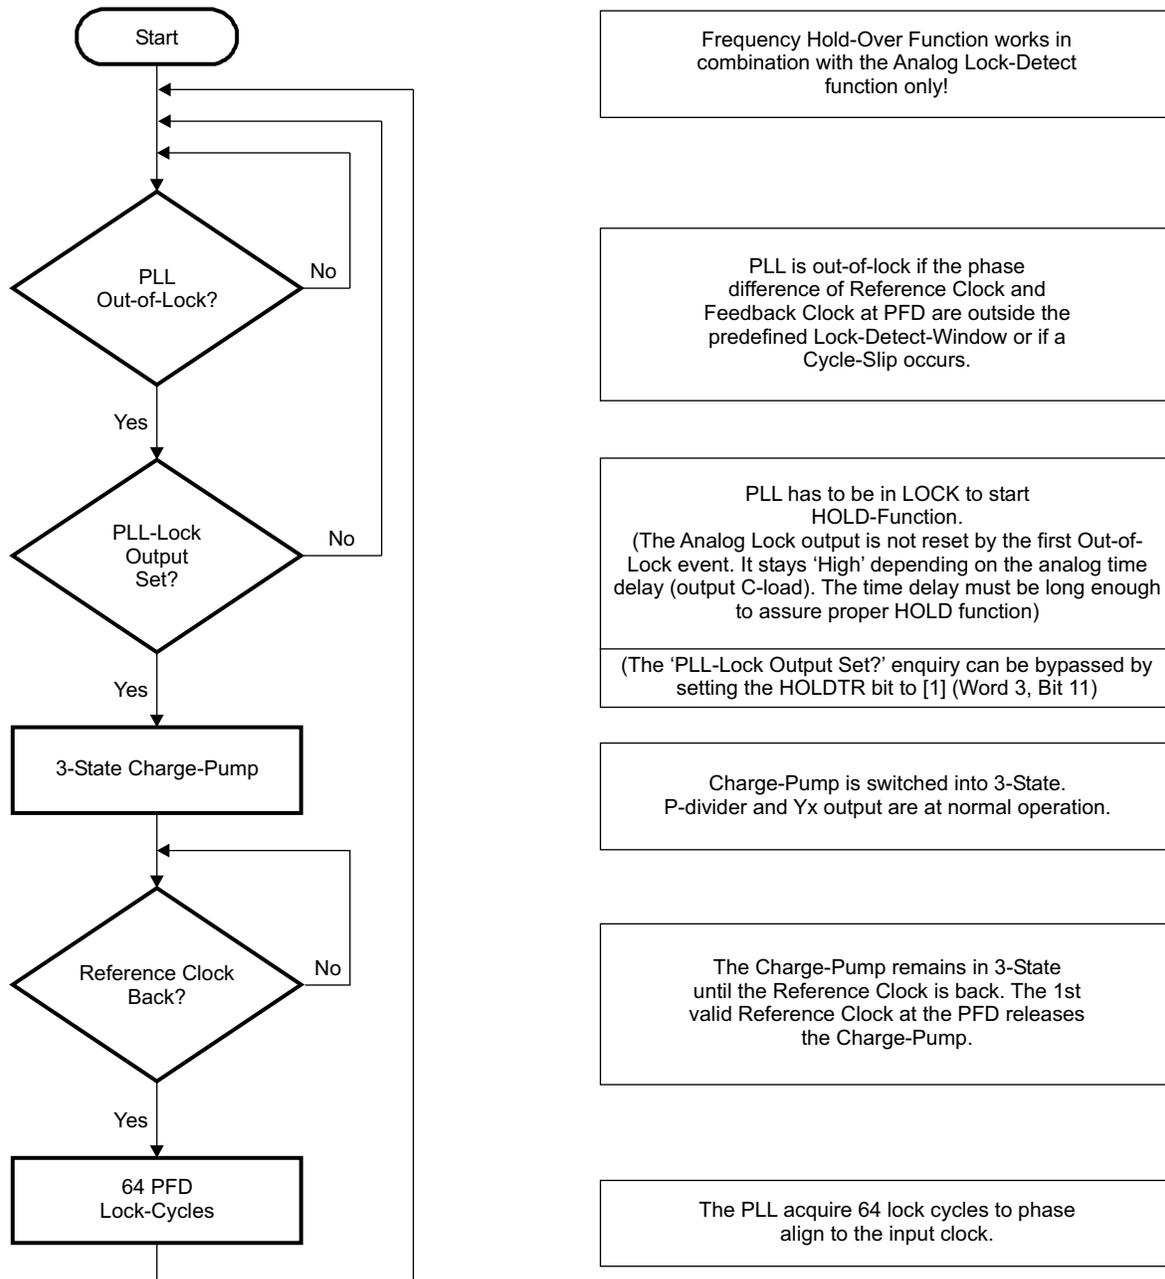 Start
Frequency Hold-Over Function works in
combination with the Analog Lock-Detect
function only!
PLL
Out-of-Lock?
No
PLL is out-of-lock if the phase
difference of Reference Clock and
Feedback Clock at PFD are outside the
predefined Lock-Detect-Window or if a
Cycle-Slip occurs.
Yes
PLL-Lock
Output
Set?
No
PLL has to be in LOCK to start
HOLD-Function.
(The Analog Lock output is not reset by the first Out-of-
Lock event. It stays ‘High’ depending on the analog time
delay (output C-load). The time delay must be long enough
to assure proper HOLD function)
(The ‘PLL-Lock Output Set?’ enquiry can be bypassed by
setting the HOLDTR bit to [1] (Word 3, Bit 11)
Yes
3-State Charge-Pump
Charge-Pump is switched into 3-State.
P-divider and Yx output are at normal operation.
Reference Clock
Back?
No
The Charge-Pump remains in 3-State
until the Reference Clock is back. The 1st
valid Reference Clock at the PFD releases
the Charge-Pump.
Yes
64 PFD
Lock-Cycles
The PLL acquire 64 lock cycles to phase
align to the input clock.